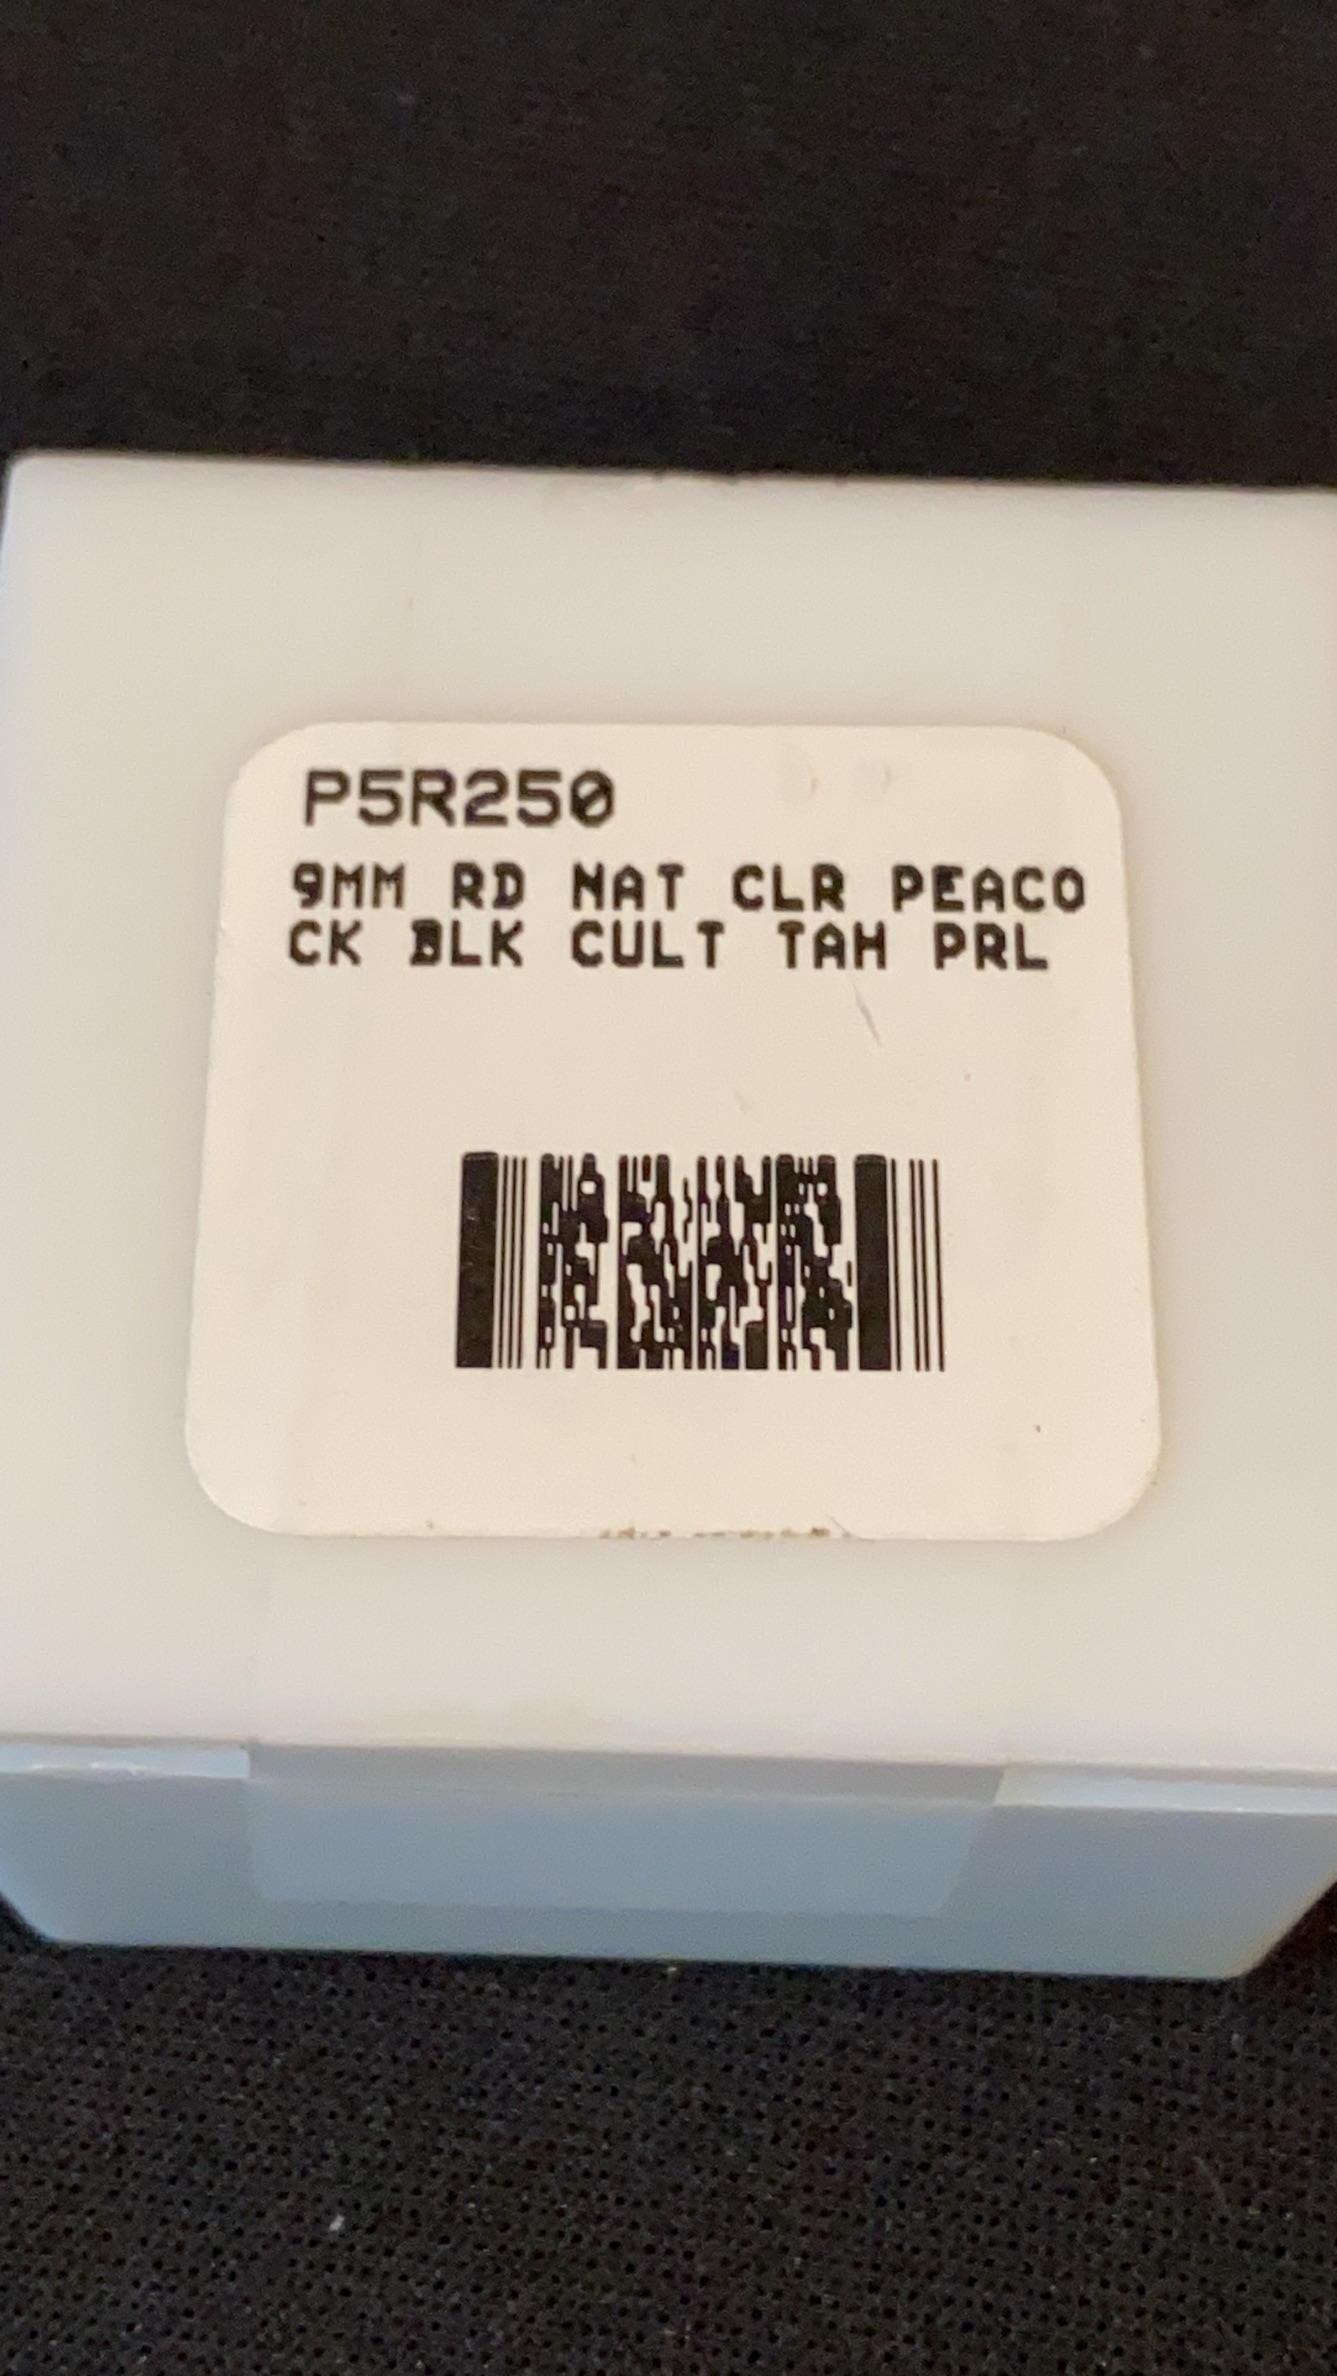 P5R250
9MM RD NAT CLR PEACO
CK BLK CULT TAH PRL